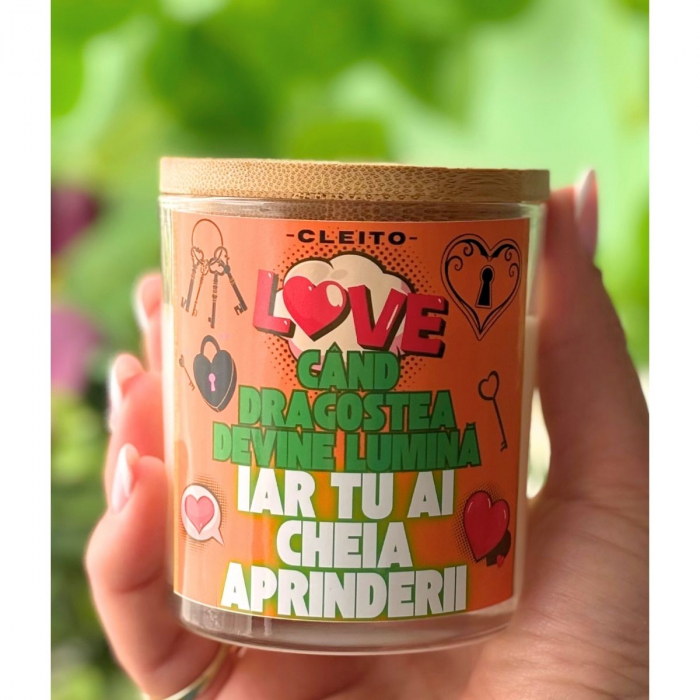 -CLEITO-
LOVE
CÂND
DRAGOSTEA
DEVINE LUMINĂ
IAR TU AI
CHEIA
APRINDERII